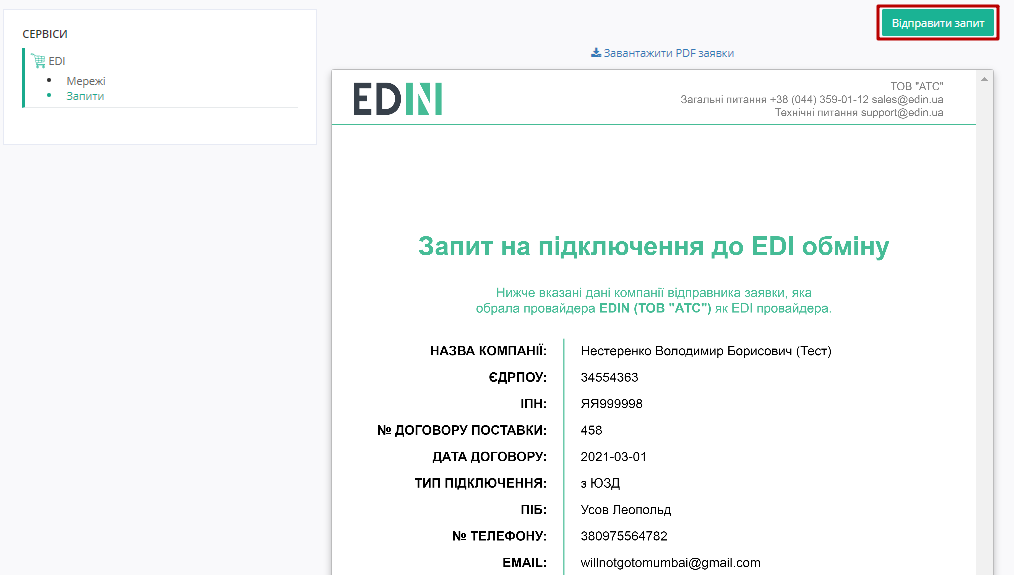 СЕРВІСИ
EDI
Мережі
Запити
Відправити запит
Завантажити PDF заявки
EDIN
ТОВ "АТС"
Загальні питання +38 (044) 359-01-12 sales@edin.ua
Технічні питання support@edin.ua
Запит на підключення до EDI обміну
Нижче вказані дані компанії відправника заявки, яка
обрала провайдера EDIN (ТОВ "АТС") як EDI провайдера.
НАЗВА КОМПАНІЇ: Нестеренко Володимир Борисович (Тест)
ЄДРПОУ: 34554363
ІПН: ЯЯ999998
№ ДОГОВОРУ ПОСТАВКИ: 458
ДАТА ДОГОВОРУ: 2021-03-01
ТИП ПІДКЛЮЧЕННЯ: з ЮЗД
ПІБ: Усов Леопольд
№ ТЕЛЕФОНУ: 380975564782
EMAIL: willnotgotomumbai@gmail.com